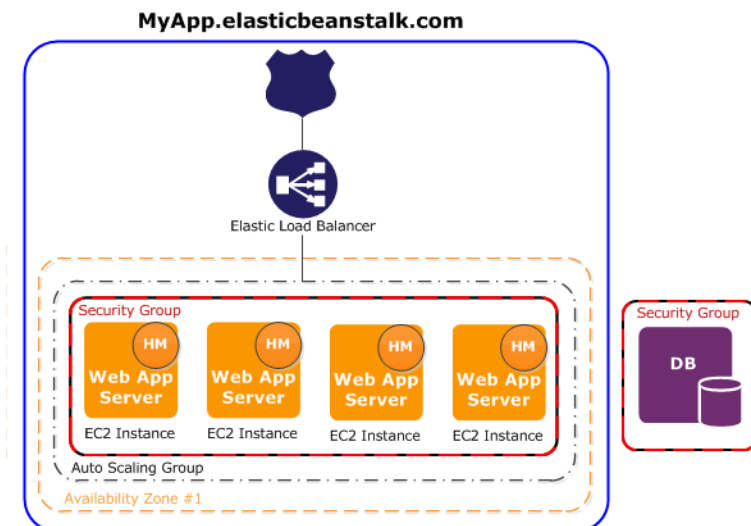 MyApp.elasticbeanstalk.com
Elastic Load Balancer
Security Group
HM
Web App
Server
EC2 Instance
HM
Web App
Server
EC2 Instance
HM
Web App
Server
EC2 Instance
HM
Web App
Server
EC2 Instance
Auto Scaling Group
Availability Zone #1
Security Group
DB